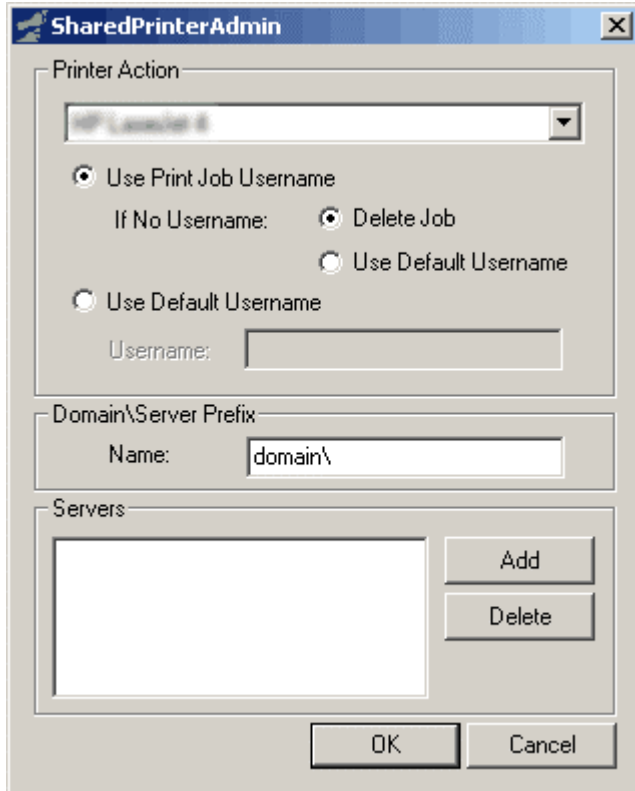 SharedPrinterAdmin
Printer Action
Use Print Job Username
If No Username: Delete Job
Use Default Username
Use Default Username
Username:
Domain\Server Prefix
Name: domain\
Servers
Add
Delete
OK Cancel